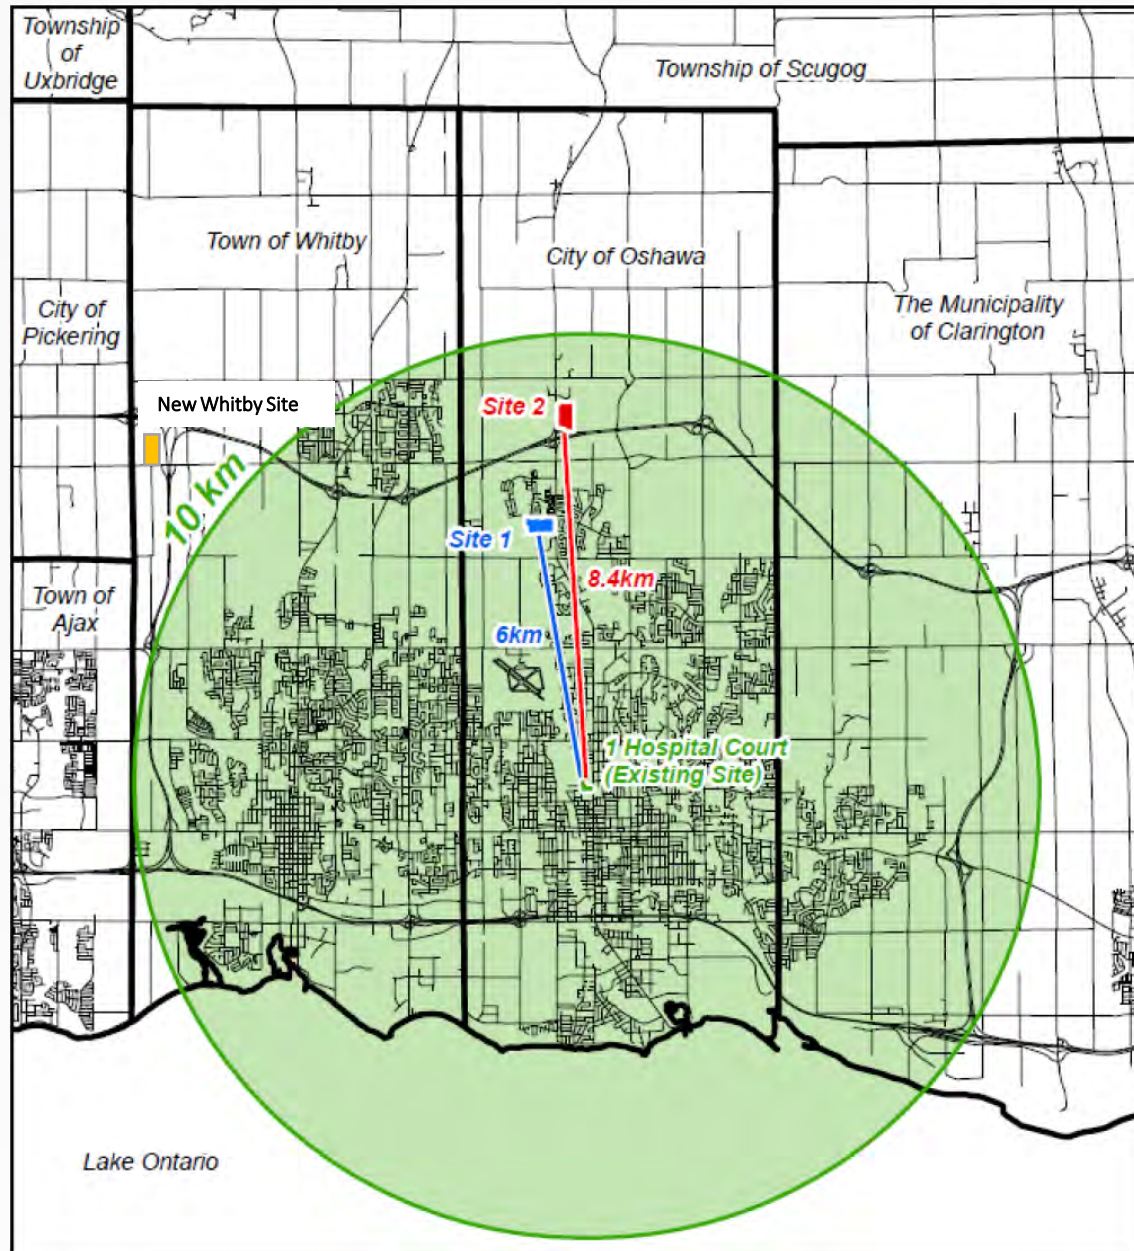 Township
of
Uxbridge
Township of Scugog
Town of Whitby
City of Oshawa
City of
Pickering
The Municipality
of Clarington
New Whitby Site
Site 2
10 km
Site 1
8.4km
Town of
Ajax
6km
1 Hospital Court
(Existing Site)
Lake Ontario